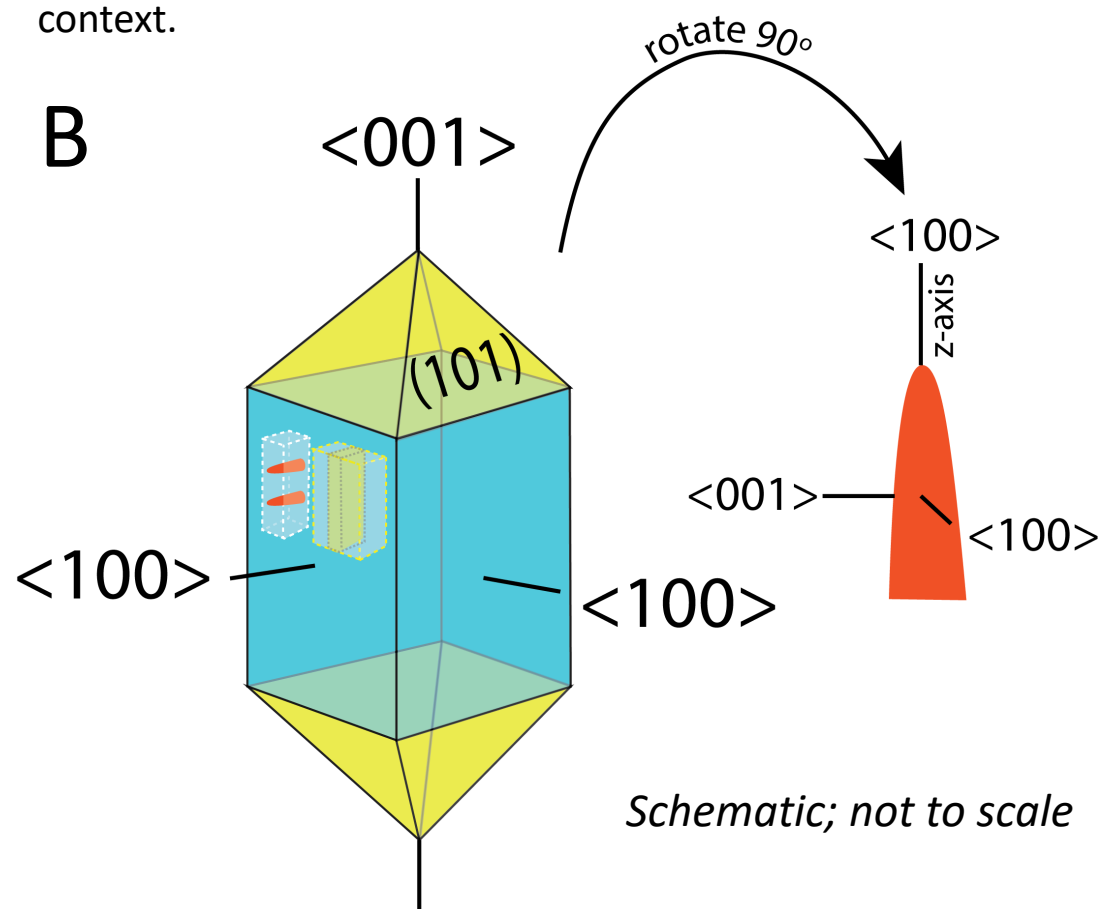 context.
B
rotate 90°
<001>
<100>
z-axis
(101)
<001>
<100>
<100>
<100>
Schematic; not to scale